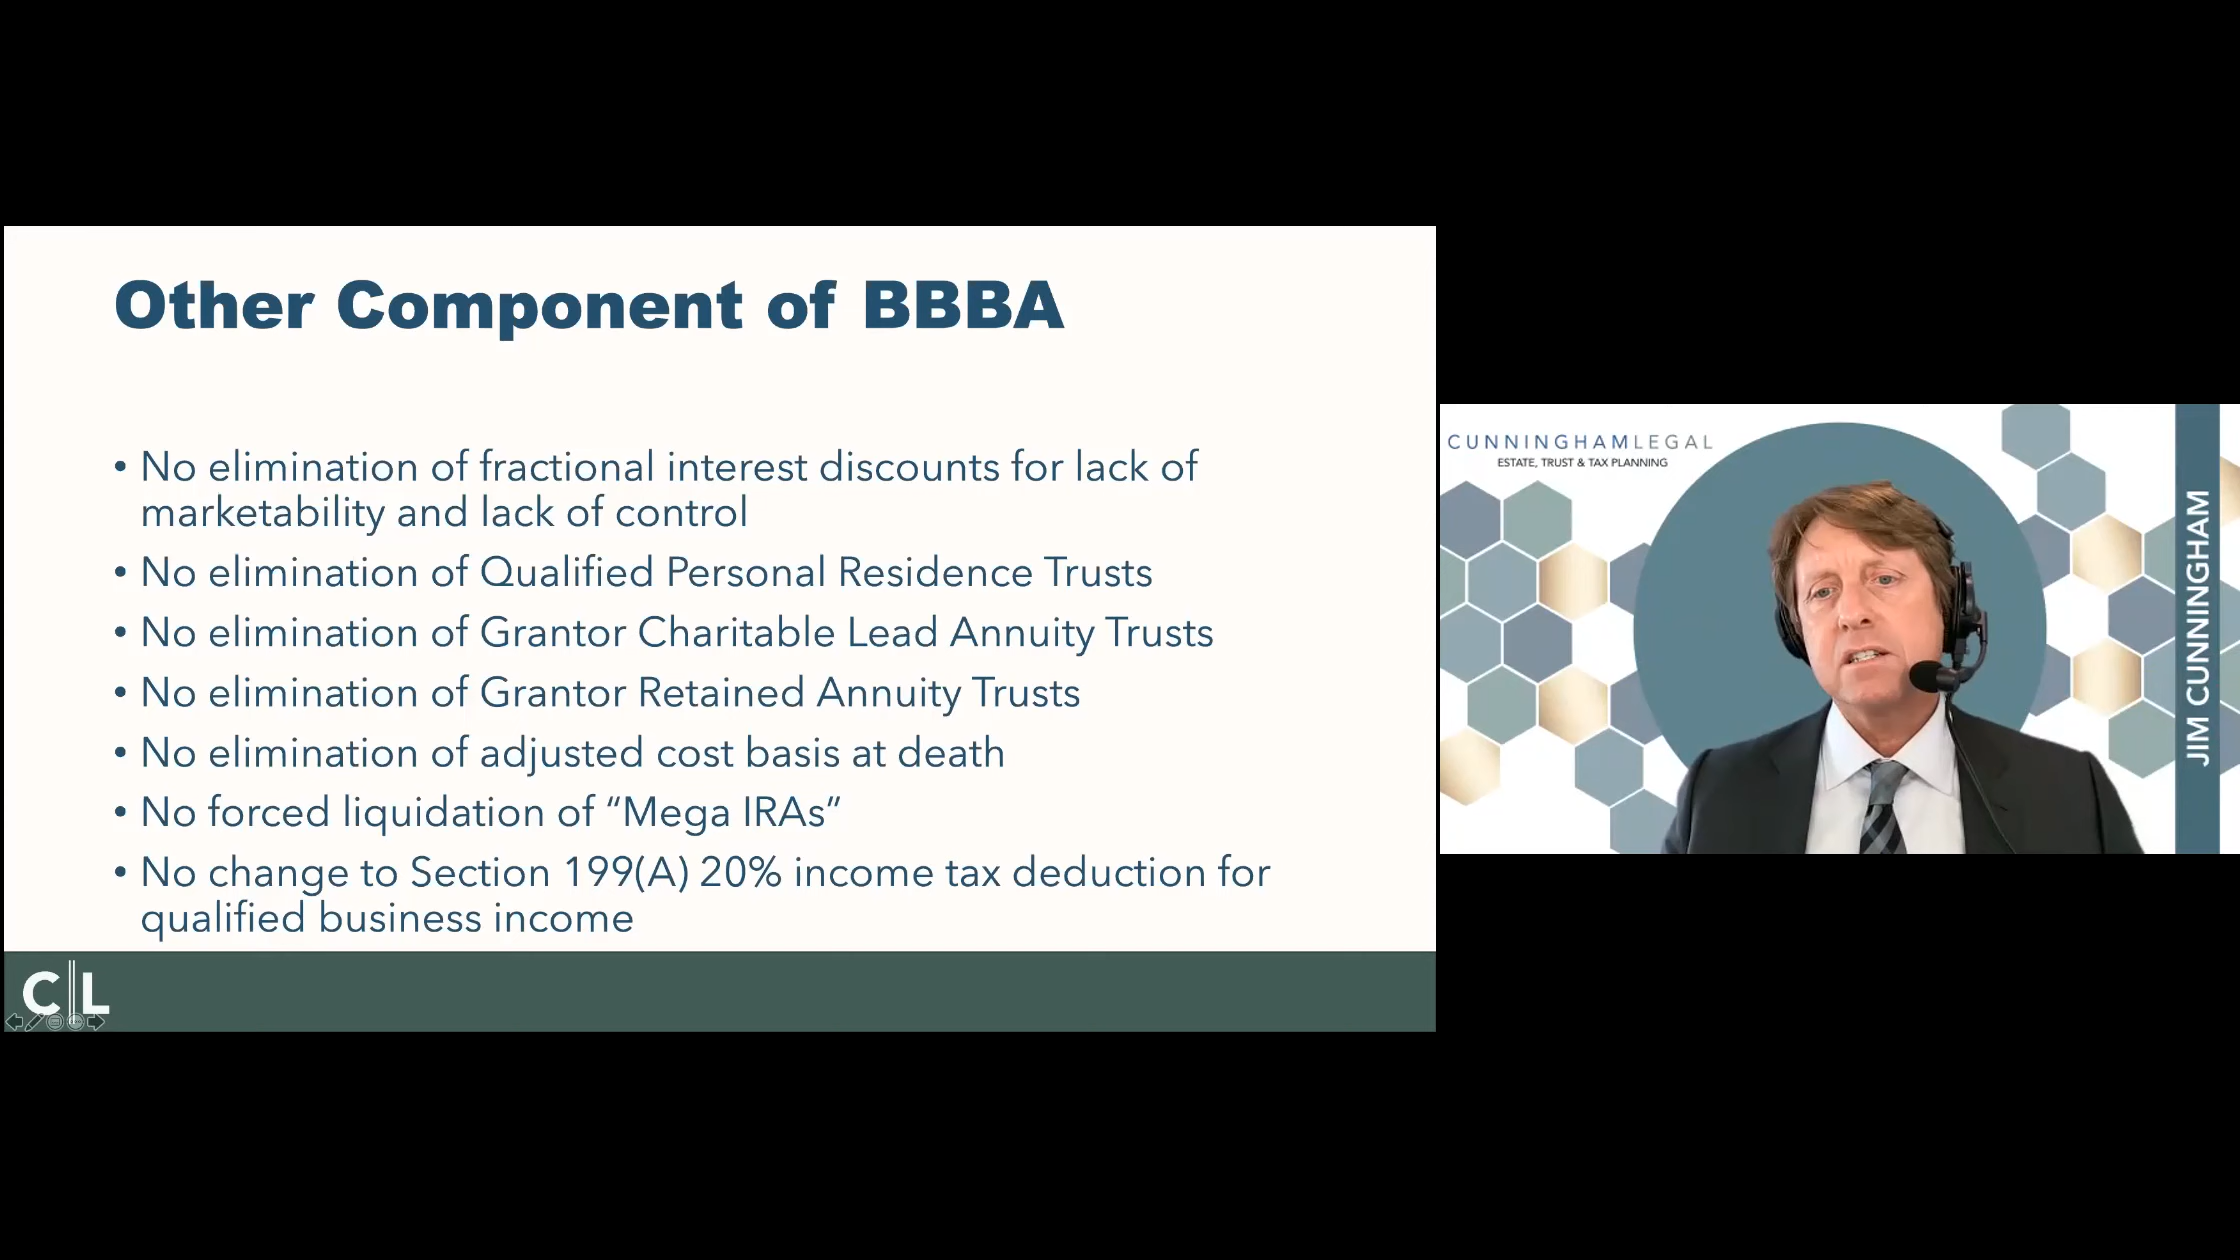 Other Component of BBBA
• No elimination of fractional interest discounts for lack of
marketability and lack of control
• No elimination of Qualified Personal Residence Trusts
• No elimination of Grantor Charitable Lead Annuity Trusts
• No elimination of Grantor Retained Annuity Trusts
• No elimination of adjusted cost basis at death
• No forced liquidation of “Mega IRAs”
• No change to Section 199(A) 20% income tax deduction for
qualified business income
C L
CUNNINGHAMLEGAL
ESTATE, TRUST & TAX PLANNING
JIM CUNNINGHAM